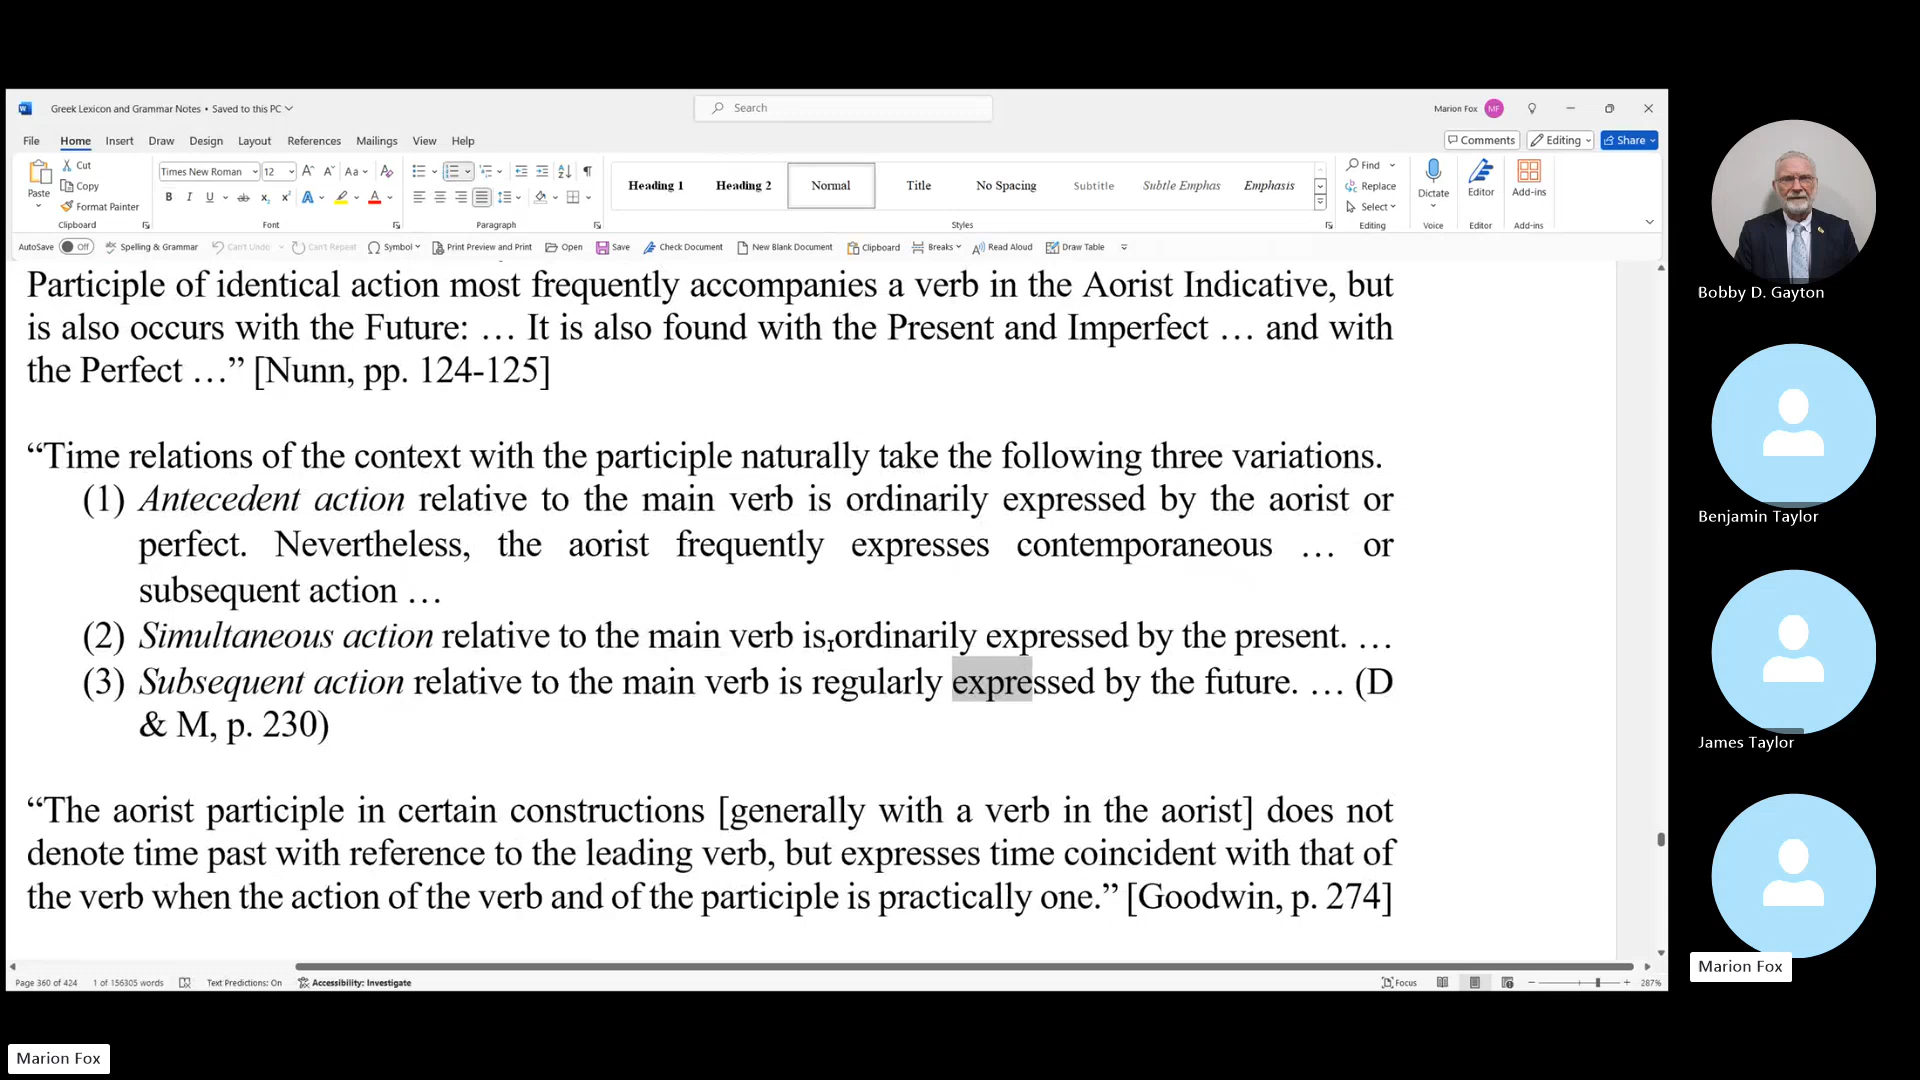 Greek Lexicon and Grammar Notes • Saved to this PC
Search
Marion Fox MF
File Home Insert Draw Design Layout References Mailings View Help
Comments Editing Share
Paste Cut Copy Format Painter
Clipboard
Times New Roman 12
Font
Paragraph
Heading 1 Heading 2 Normal Title No Spacing Subtitle Subtle Emphas Emphasis
Styles
Find Replace Select
Editing
Dictate
Voice
Editor
Editor
Add-ins
Add-ins
AutoSave Off Spelling & Grammar Can't Undo Can't Repeat Symbol Print Preview and Print Open Save Check Document New Blank Document Clipboard Breaks Read Aloud Draw Table
Participle of identical action most frequently accompanies a verb in the Aorist Indicative, but
is also occurs with the Future: … It is also found with the Present and Imperfect … and with
the Perfect …” [Nunn, pp. 124-125]
“Time relations of the context with the participle naturally take the following three variations.
(1) Antecedent action relative to the main verb is ordinarily expressed by the aorist or
perfect. Nevertheless, the aorist frequently expresses contemporaneous … or
subsequent action …
(2) Simultaneous action relative to the main verb is ordinarily expressed by the present. …
(3) Subsequent action relative to the main verb is regularly expressed by the future. … (D
& M, p. 230)
“The aorist participle in certain constructions [generally with a verb in the aorist] does not
denote time past with reference to the leading verb, but expresses time coincident with that of
the verb when the action of the verb and of the participle is practically one.” [Goodwin, p. 274]
Page 360 of 424 1 of 156305 words Text Predictions: On Accessibility: Investigate Focus 287%
Bobby D. Gayton
Benjamin Taylor
James Taylor
Marion Fox
Marion Fox